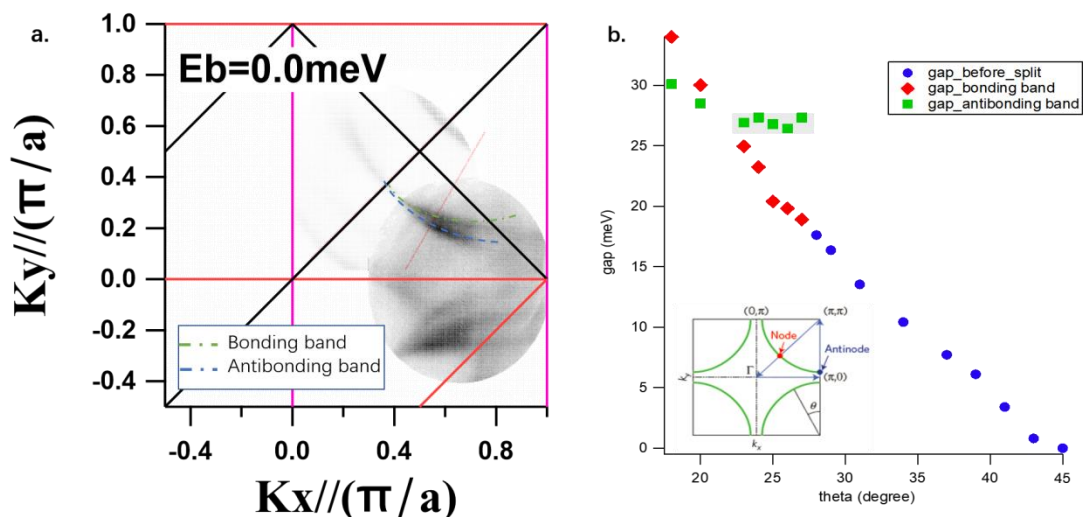 a.
Eb=0.0meV
1.0
0.8
0.6
0.4
0.2
0.0
-0.2
-0.4
Ky//(π/a)
Bonding band
Antibonding band
-0.4
0.0
0.4
0.8
Kx//(π/a)
b.
gap_before_split
gap_bonding band
gap_antibonding band
30
25
20
15
10
5
0
gap (meV)
(0,π)
(π,π)
Node
Antinode
Γ
(π,0)
k_y
θ
k_x
20
25
30
35
40
45
theta (degree)